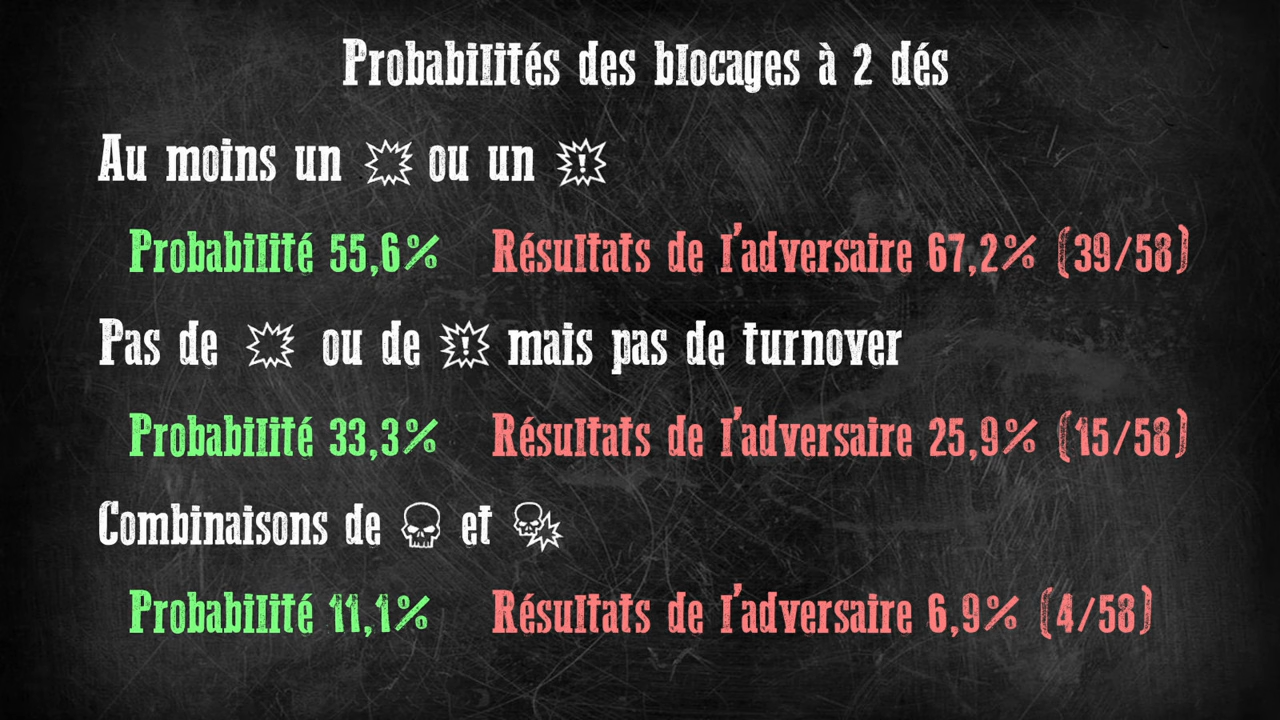 Probabilités des blocages à 2 dés
Au moins un ou un !
Probabilité 55,6% Résultats de l'adversaire 67,2% (39/58)
Pas de ou de ! mais pas de turnover
Probabilité 33,3% Résultats de l'adversaire 25,9% (15/58)
Combinaisons de et
Probabilité 11,1% Résultats de l'adversaire 6,9% (4/58)